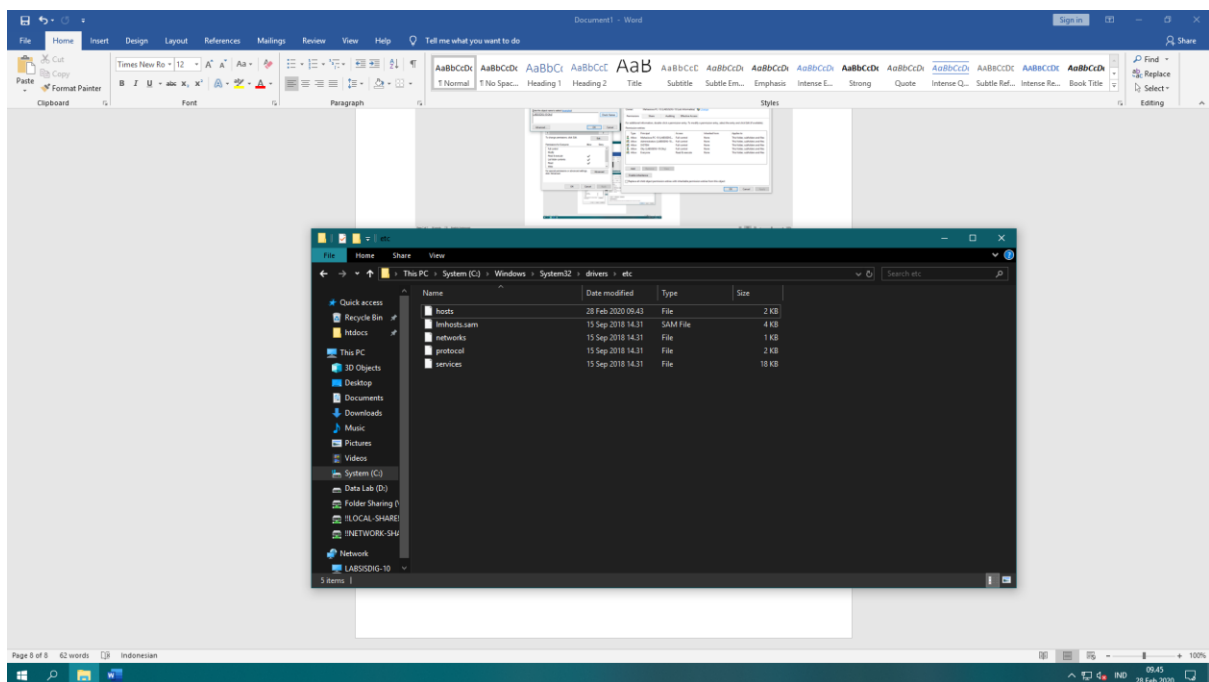 Document1 - Word
Sign in
File Home Insert Design Layout References Mailings Review View Help Tell me what you want to do
Share
Paste
Cut
Copy
Format Painter
Times New Ro 12
AaBbCcDc AaBbCcDc AaBbCc AaBbCcC AaB AaBbCcC AaBbCcDc AaBbCcDc AaBbCcDc AaBbCcDc AaBbCcDc AaBbCcDc AaBbCcDc AaBbCcDc AaBbCcDc
¶ Normal ¶ No Spac... Heading 1 Heading 2 Title Subtitle Subtle Em... Emphasis Intense E... Strong Quote Intense Q... Subtle Ref... Intense Re... Book Title
Find
Replace
Select
Clipboard Font Paragraph Styles Editing
etc
File Home Share View
This PC › System (C:) › Windows › System32 › drivers › etc
Search etc
Name Date modified Type Size
hosts 28 Feb 2020 09.43 File 2 KB
lmhosts.sam 15 Sep 2018 14.31 SAM File 4 KB
networks 15 Sep 2018 14.31 File 1 KB
protocol 15 Sep 2018 14.31 File 2 KB
services 15 Sep 2018 14.31 File 18 KB
Quick access
Recycle Bin
htdocs
This PC
3D Objects
Desktop
Documents
Downloads
Music
Pictures
Videos
System (C:)
Data Lab (D:)
Folder Sharing (\
!!LOCAL-SHARE!
!!NETWORK-SHA
Network
LABSISDIG-10
5 items
Page 8 of 8 62 words Indonesian
100%
IND
09.45
28 Feb 2020